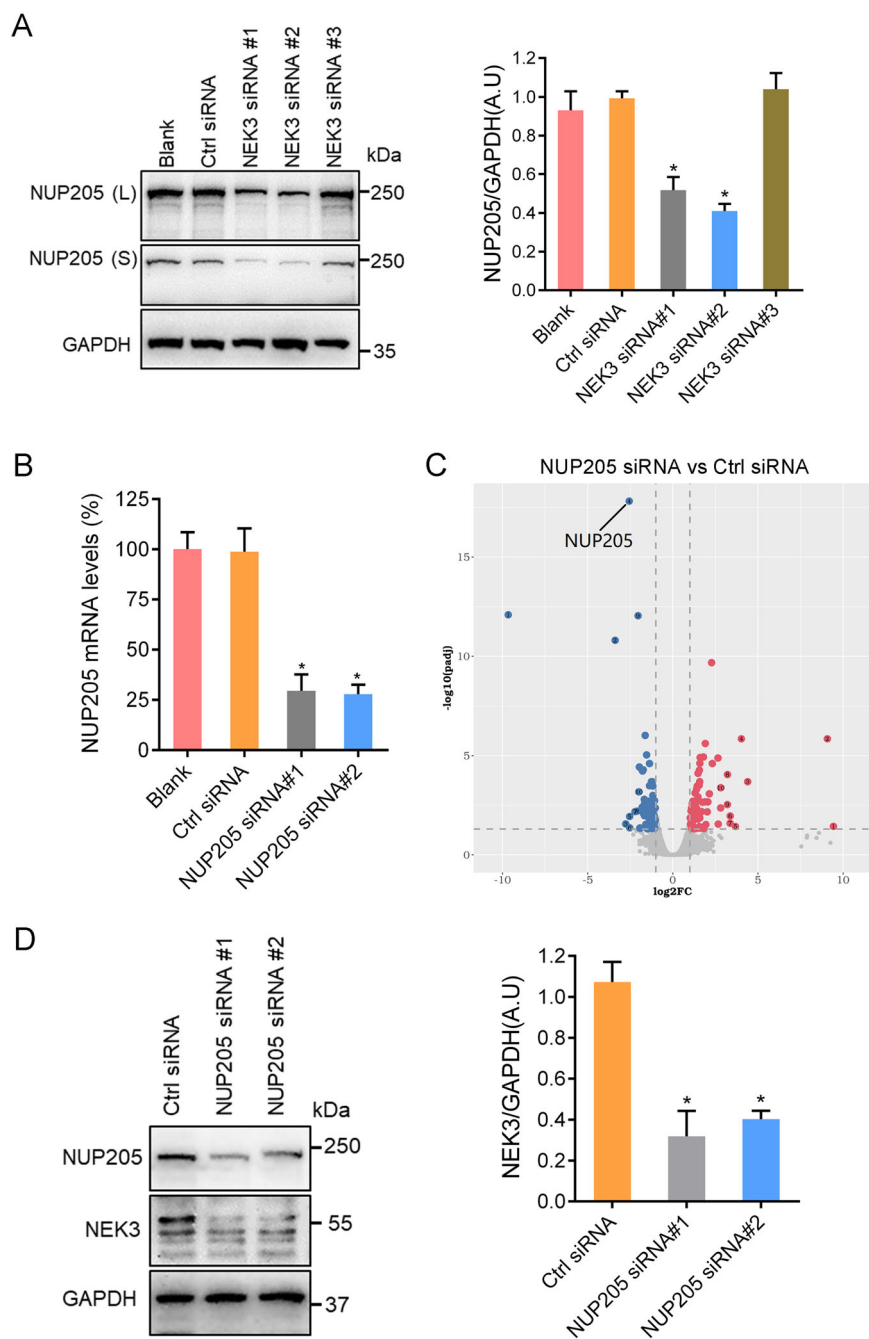 A
Blank
Ctrl siRNA
NEK3 siRNA #1
NEK3 siRNA #2
NEK3 siRNA #3
kDa
NUP205 (L)
250
NUP205 (S)
250
GAPDH
35
NUP205/GAPDH(A.U)
1.2
1.0
0.8
0.6
0.4
0.2
0.0
*
*
Blank
Ctrl siRNA
NEK3 siRNA#1
NEK3 siRNA#2
NEK3 siRNA#3
B
NUP205 mRNA levels (%)
125
100
75
50
25
0
*
*
Blank
Ctrl siRNA
NUP205 siRNA#1
NUP205 siRNA#2
C
NUP205 siRNA vs Ctrl siRNA
NUP205
-log10(padj)
15
10
5
0
-10
-5
0
5
10
log2FC
D
Ctrl siRNA
NUP205 siRNA #1
NUP205 siRNA #2
kDa
NUP205
250
NEK3
55
GAPDH
37
NEK3/GAPDH(A.U)
1.2
1.0
0.8
0.6
0.4
0.2
0.0
*
*
Ctrl siRNA
NUP205 siRNA#1
NUP205 siRNA#2